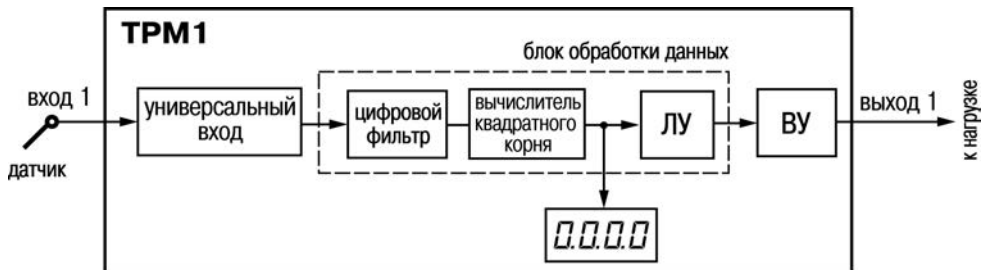 ТРМ1
блок обработки данных
вход 1
датчик
универсальный
вход
цифровой
фильтр
вычислитель
квадратного
корня
ЛУ
ВУ
выход 1
к нагрузке
0.0.0.0